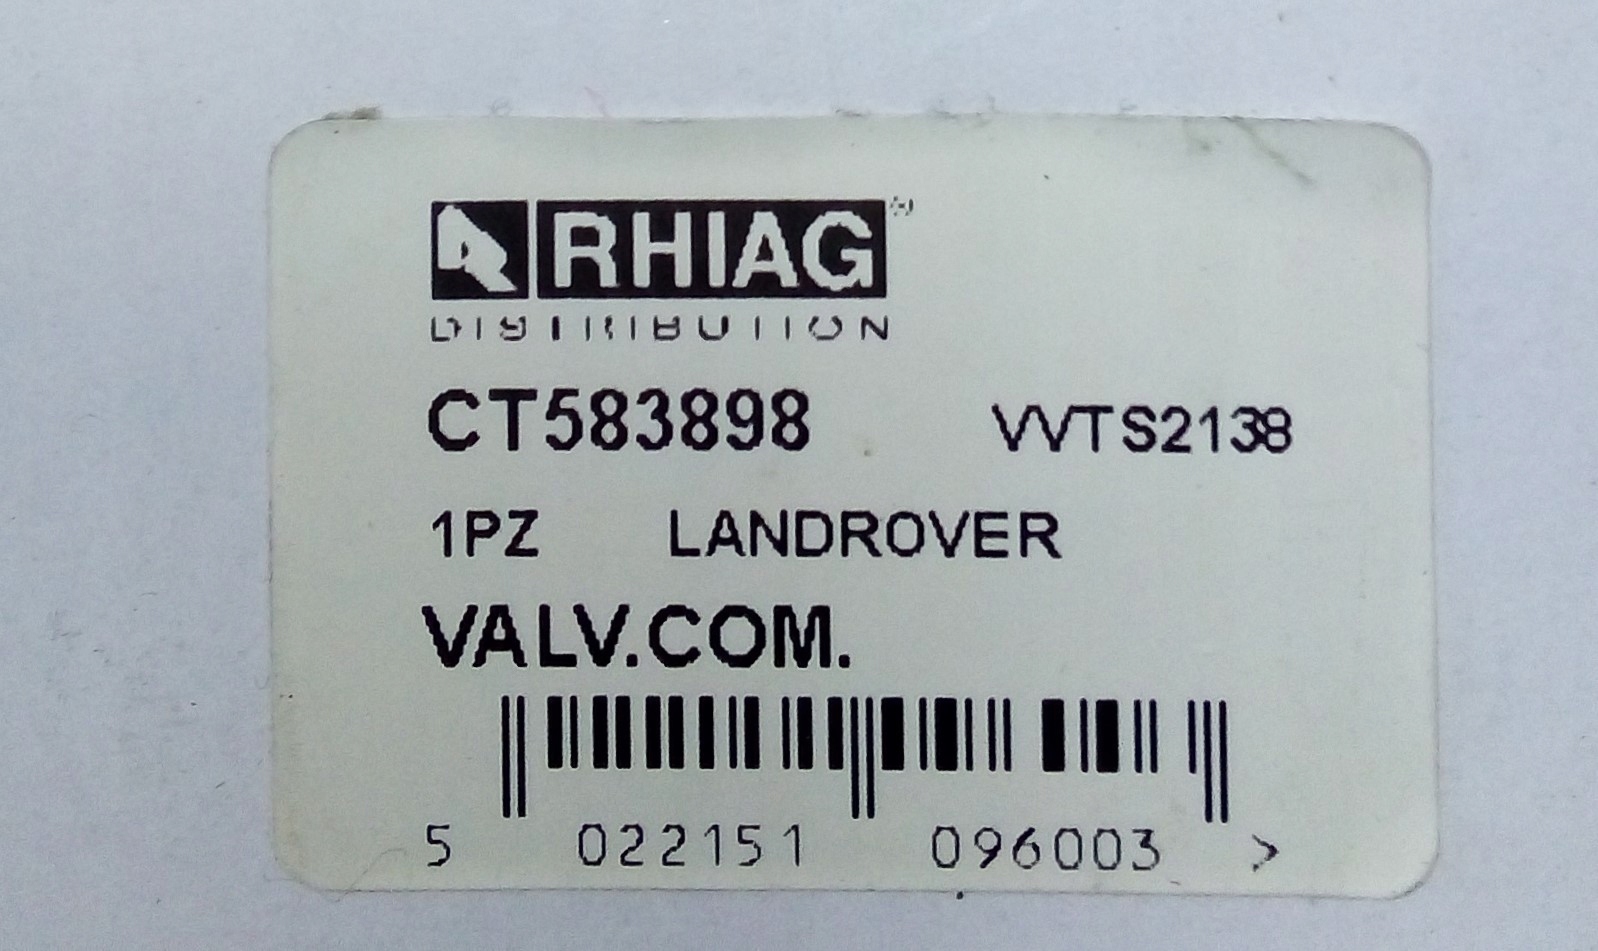 RHIAG®
DISTRIBUTION
CT583898 VVTS2138
1PZ LANDROVER
VALV.COM.
5 022151 096003 >